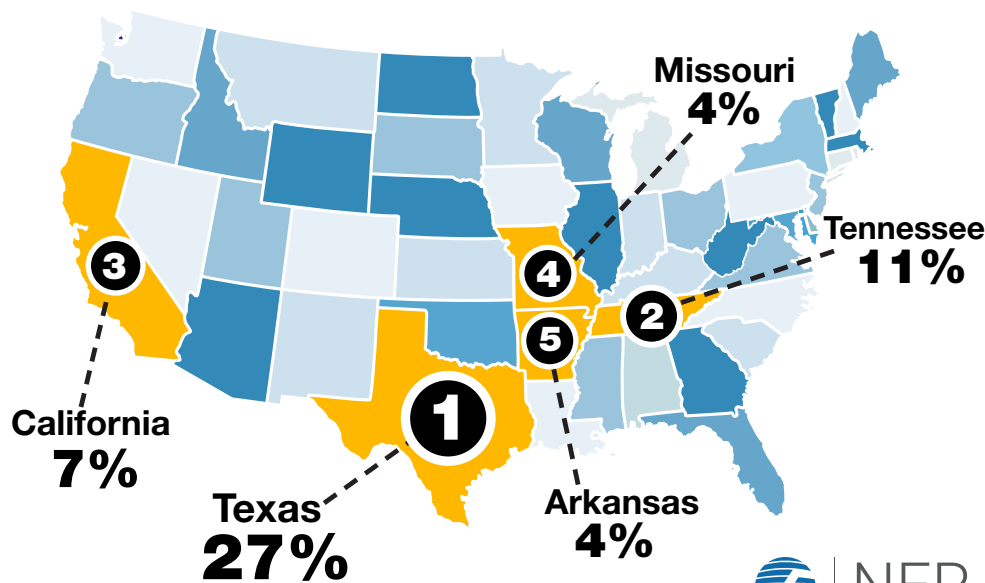 Missouri
4%
Tennessee
11%
3
4
2
5
1
California
7%
Texas
27%
Arkansas
4%